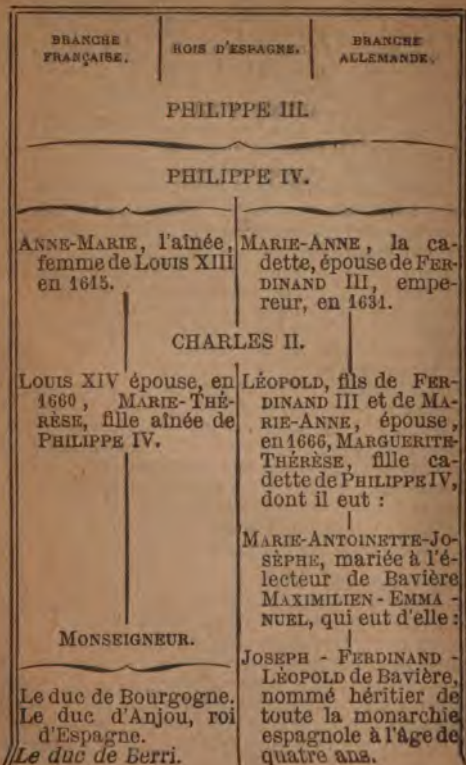 BRANCHE FRANÇAISE.
ROIS D'ESPAGNE.
BRANCHE ALLEMANDE.
PHILIPPE III.
PHILIPPE IV.
ANNE-MARIE, l'aînée,
femme de LOUIS XIII
en 1615.
MARIE-ANNE, la ca-
dette, épouse de FER-
DINAND III, empe-
reur, en 1631.
CHARLES II.
LOUIS XIV épouse, en
1660, MARIE-THÉ-
RÈSE, fille aînée de
PHILIPPE IV.
LÉOPOLD, fils de FER-
DINAND III et de MA-
RIE-ANNE, épouse,
en 1666, MARGUERITE-
THÉRÈSE, fille ca-
dette de PHILIPPE IV,
dont il eut :
MARIE-ANTOINETTE-JO-
SÈPHE, mariée à l'é-
lecteur de Bavière
MAXIMILIEN-EMMA-
NUEL, qui eut d'elle :
MONSEIGNEUR.
Le duc de Bourgogne.
Le duc d'Anjou, roi
d'Espagne.
Le duc de Berri.
JOSEPH-FERDINAND-
LÉOPOLD de Bavière,
nommé héritier de
toute la monarchie
espagnole à l'âge de
quatre ans.